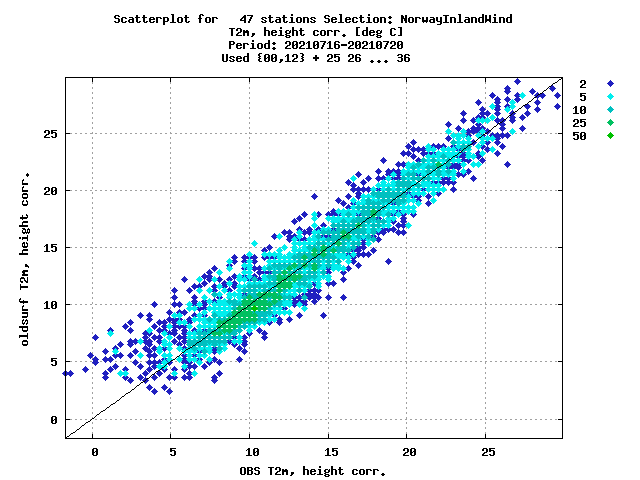 Scatterplot for   47 stations Selection: NorwayInlandWind
T2m, height corr. [deg C]
Period: 20210716-20210720
Used {00,12} + 25 26 ... 36
2
5
10
25
50
25
20
15
10
5
0
oldsurf T2m, height corr.
0 5 10 15 20 25
OBS T2m, height corr.